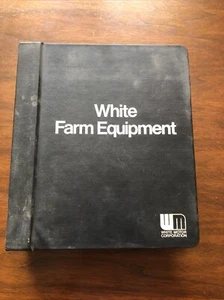 White
Farm Equipment
WM
WHITE MOTOR
CORPORATION